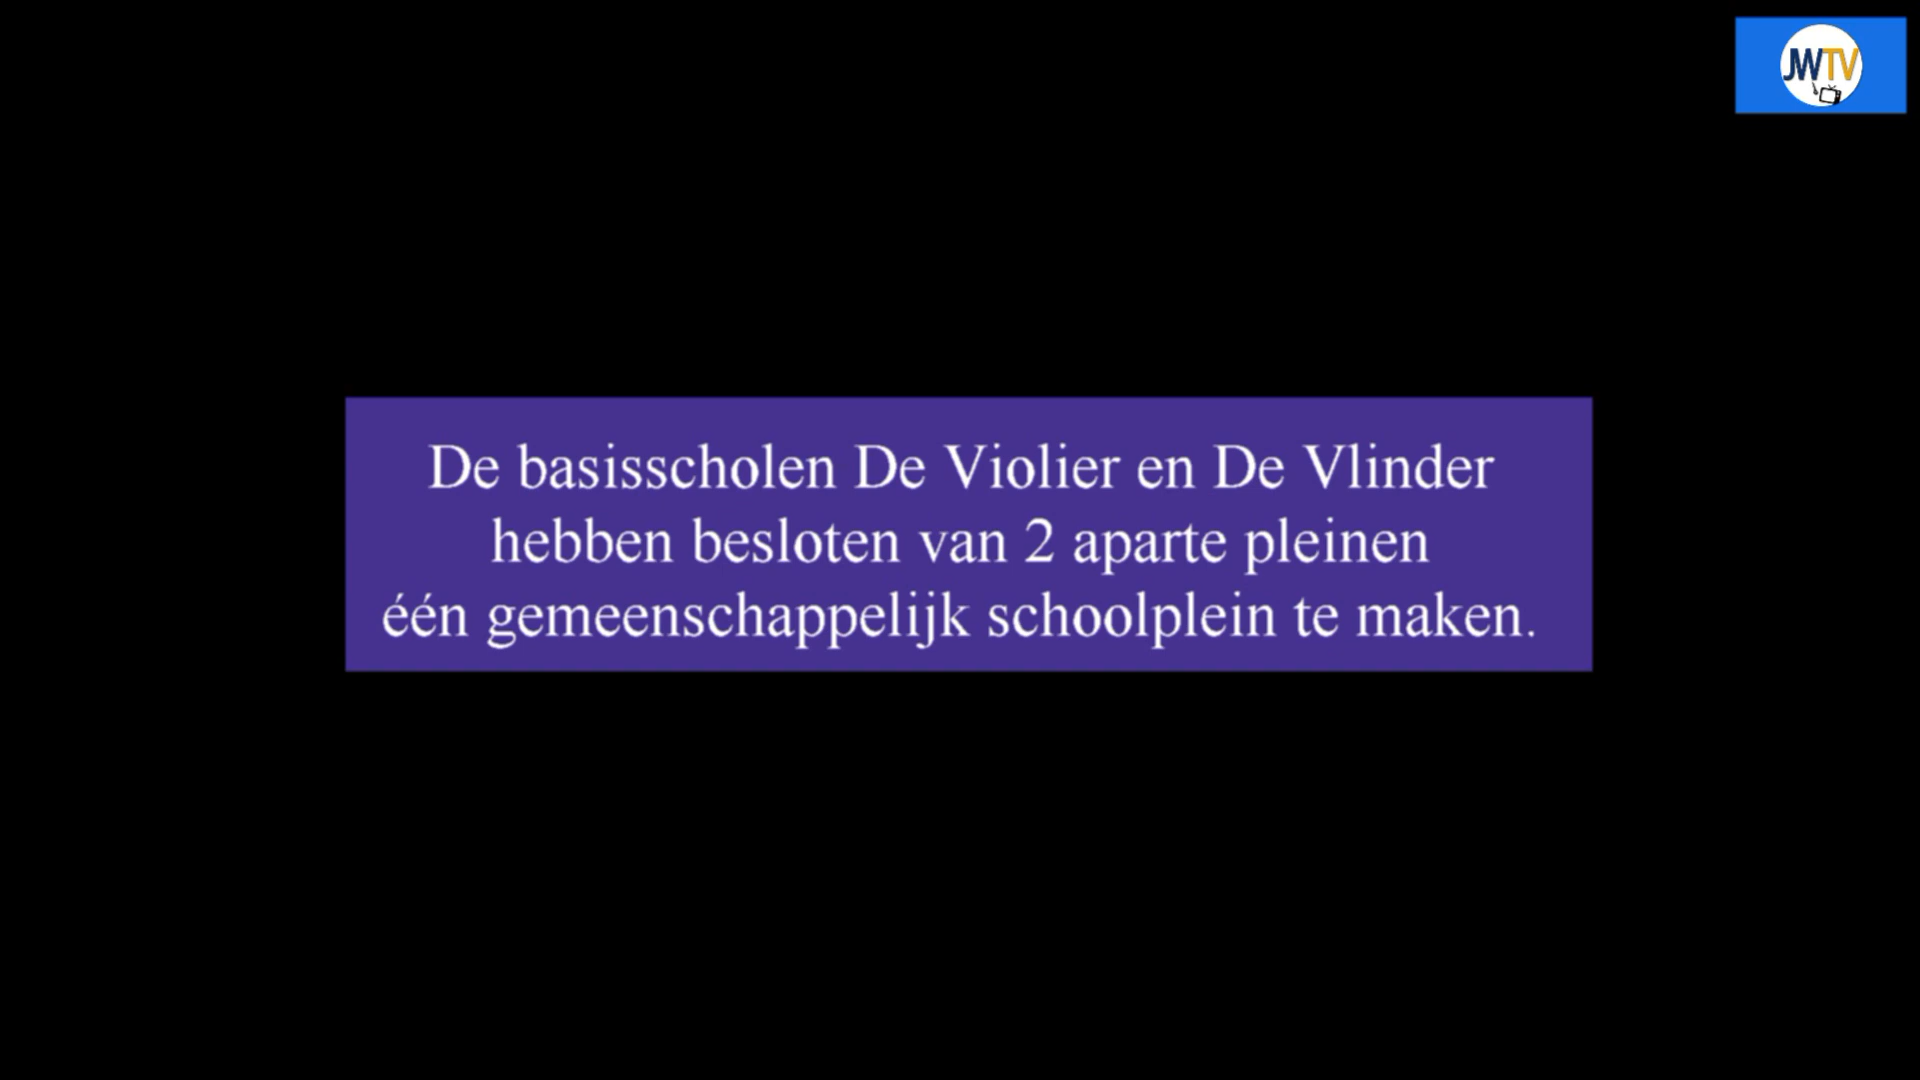 JWTV
De basisscholen De Violier en De Vlinder
hebben besloten van 2 aparte pleinen
één gemeenschappelijk schoolplein te maken.